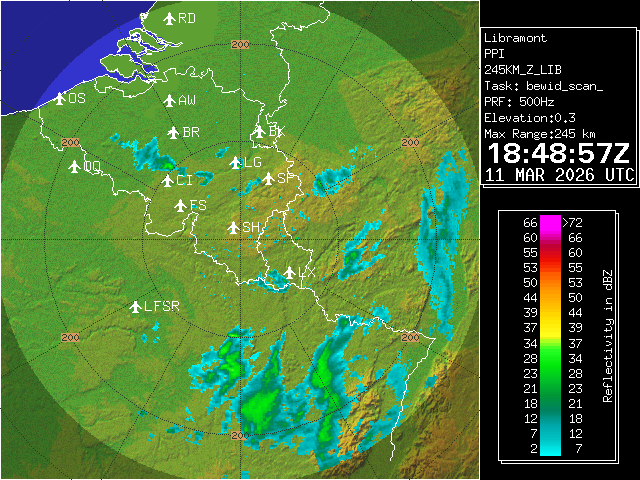 RD
200
OS
AW
BR
BK
200
200
QQ
LG
CI
SP
FS
SH
LX
LFSR
200
200
200
Libramont
PPI
245KM_Z_LIB
Task: bewid_scan_
PRF: 500Hz
Elevation:0.3
Max Range:245 km
18:48:57Z
11 MAR 2026 UTC
66 >72
60 66
55 60
53 55
50 53
44 50
39 44
37 39
34 37
28 34
23 28
21 23
18 21
12 18
7 12
2 7
Reflectivity in dBZ